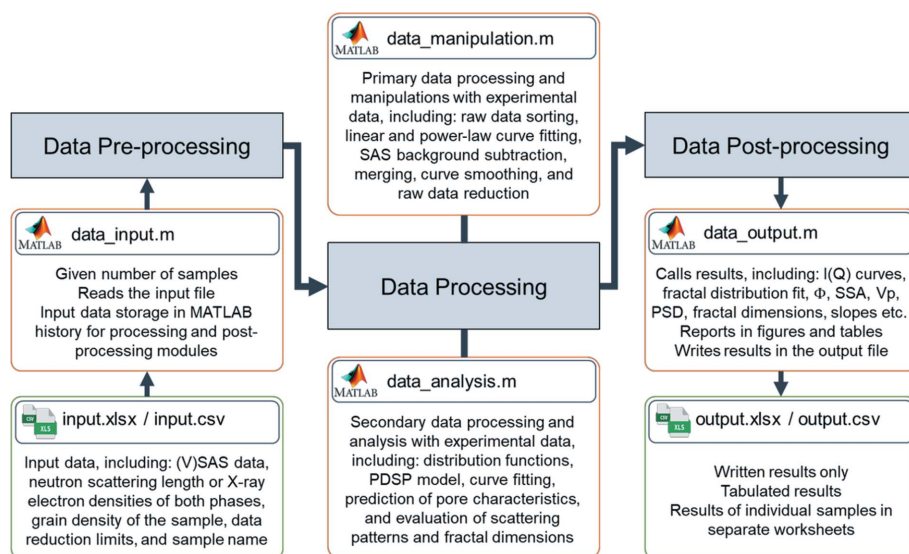 MATLAB
data_manipulation.m
Primary data processing and
manipulations with experimental
data, including: raw data sorting,
linear and power-law curve fitting,
SAS background subtraction,
merging, curve smoothing, and
raw data reduction
Data Pre-processing
Data Post-processing
MATLAB
data_input.m
Given number of samples
Reads the input file
Input data storage in MATLAB
history for processing and post-
processing modules
Data Processing
MATLAB
data_output.m
Calls results, including: I(Q) curves,
fractal distribution fit, Φ, SSA, Vp,
PSD, fractal dimensions, slopes etc.
Reports in figures and tables
Writes results in the output file
CSV
XLS
input.xlsx / input.csv
Input data, including: (V)SAS data,
neutron scattering length or X-ray
electron densities of both phases,
grain density of the sample, data
reduction limits, and sample name
MATLAB
data_analysis.m
Secondary data processing and
analysis with experimental data,
including: distribution functions,
PDSP model, curve fitting,
prediction of pore characteristics,
and evaluation of scattering
patterns and fractal dimensions
CSV
XLS
output.xlsx / output.csv
Written results only
Tabulated results
Results of individual samples in
separate worksheets